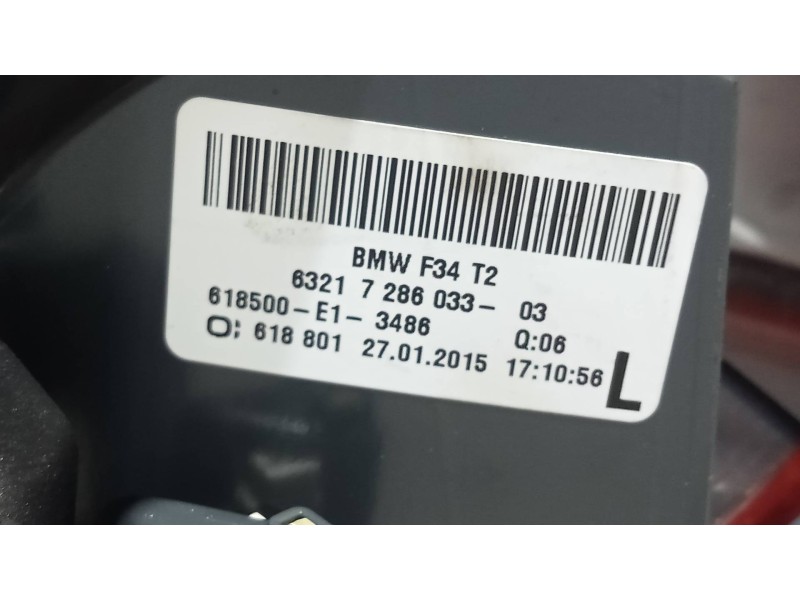 BMW F34 T2
6321 7 286 033- 03
618500-E1- 3486 Q:06
O: 618 801 27.01.2015 17:10:56 L